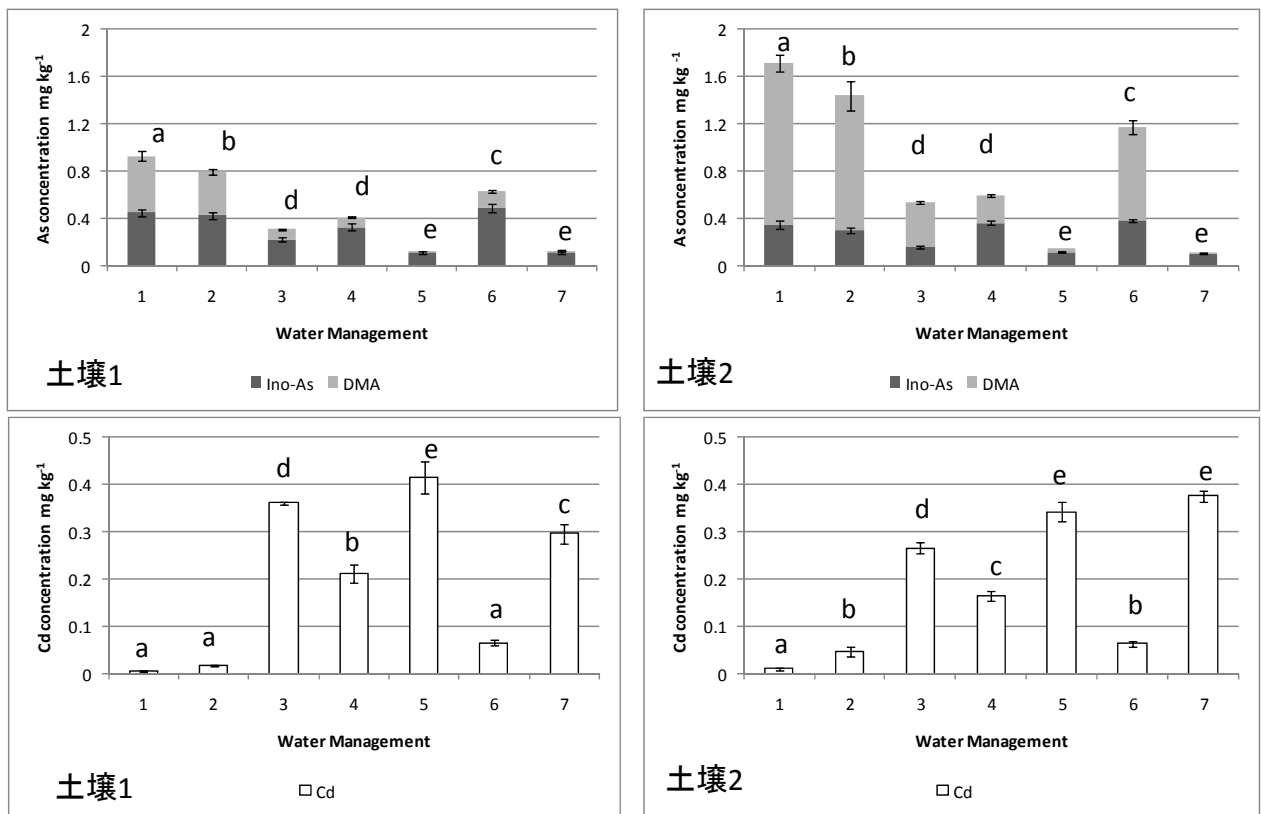 As concentration mg kg-1
2
1.6
1.2
0.8
0.4
0
a
b
d
d
e
c
e
1 2 3 4 5 6 7
Water Management
土壌1
Ino-As DMA
As concentration mg kg -1
2
1.6
1.2
0.8
0.4
0
a
b
d
d
e
c
e
1 2 3 4 5 6 7
Water Management
土壌2
Ino-As DMA
Cd concentration mg kg-1
0.5
0.4
0.3
0.2
0.1
0
a
a
d
b
e
a
c
1 2 3 4 5 6 7
Water Management
土壌1
Cd
Cd concentration mg kg-1
0.5
0.4
0.3
0.2
0.1
0
a
b
d
c
e
b
e
1 2 3 4 5 6 7
Water Management
土壌2
Cd